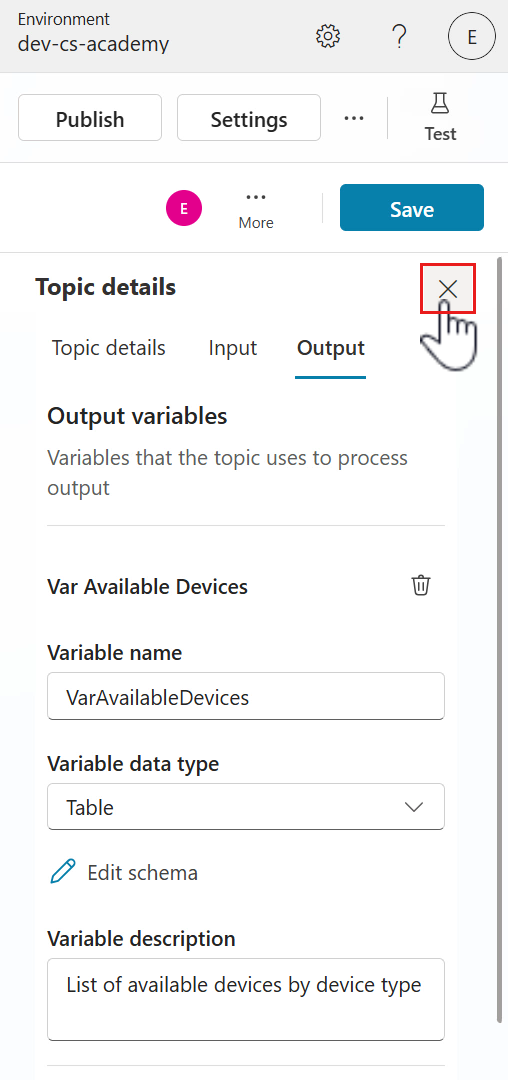 Environment
dev-cs-academy
?
E
Publish
Settings
...
Test
E
...
More
Save
Topic details
Topic details
Input
Output
Output variables
Variables that the topic uses to process
output
Var Available Devices
Variable name
VarAvailableDevices
Variable data type
Table
Edit schema
Variable description
List of available devices by device type